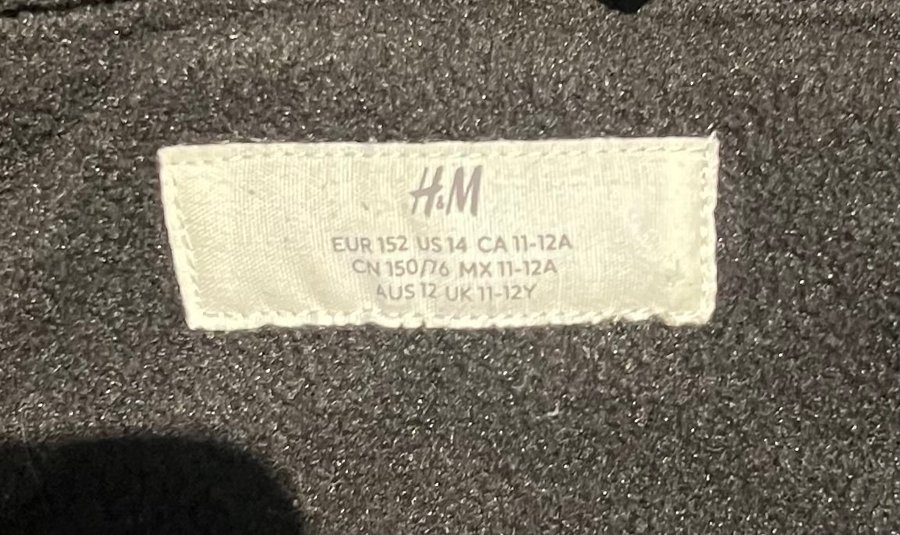 H&M
EUR 152 US 14 CA 11-12A
CN 150/76 MX 11-12A
AUS 12 UK 11-12Y